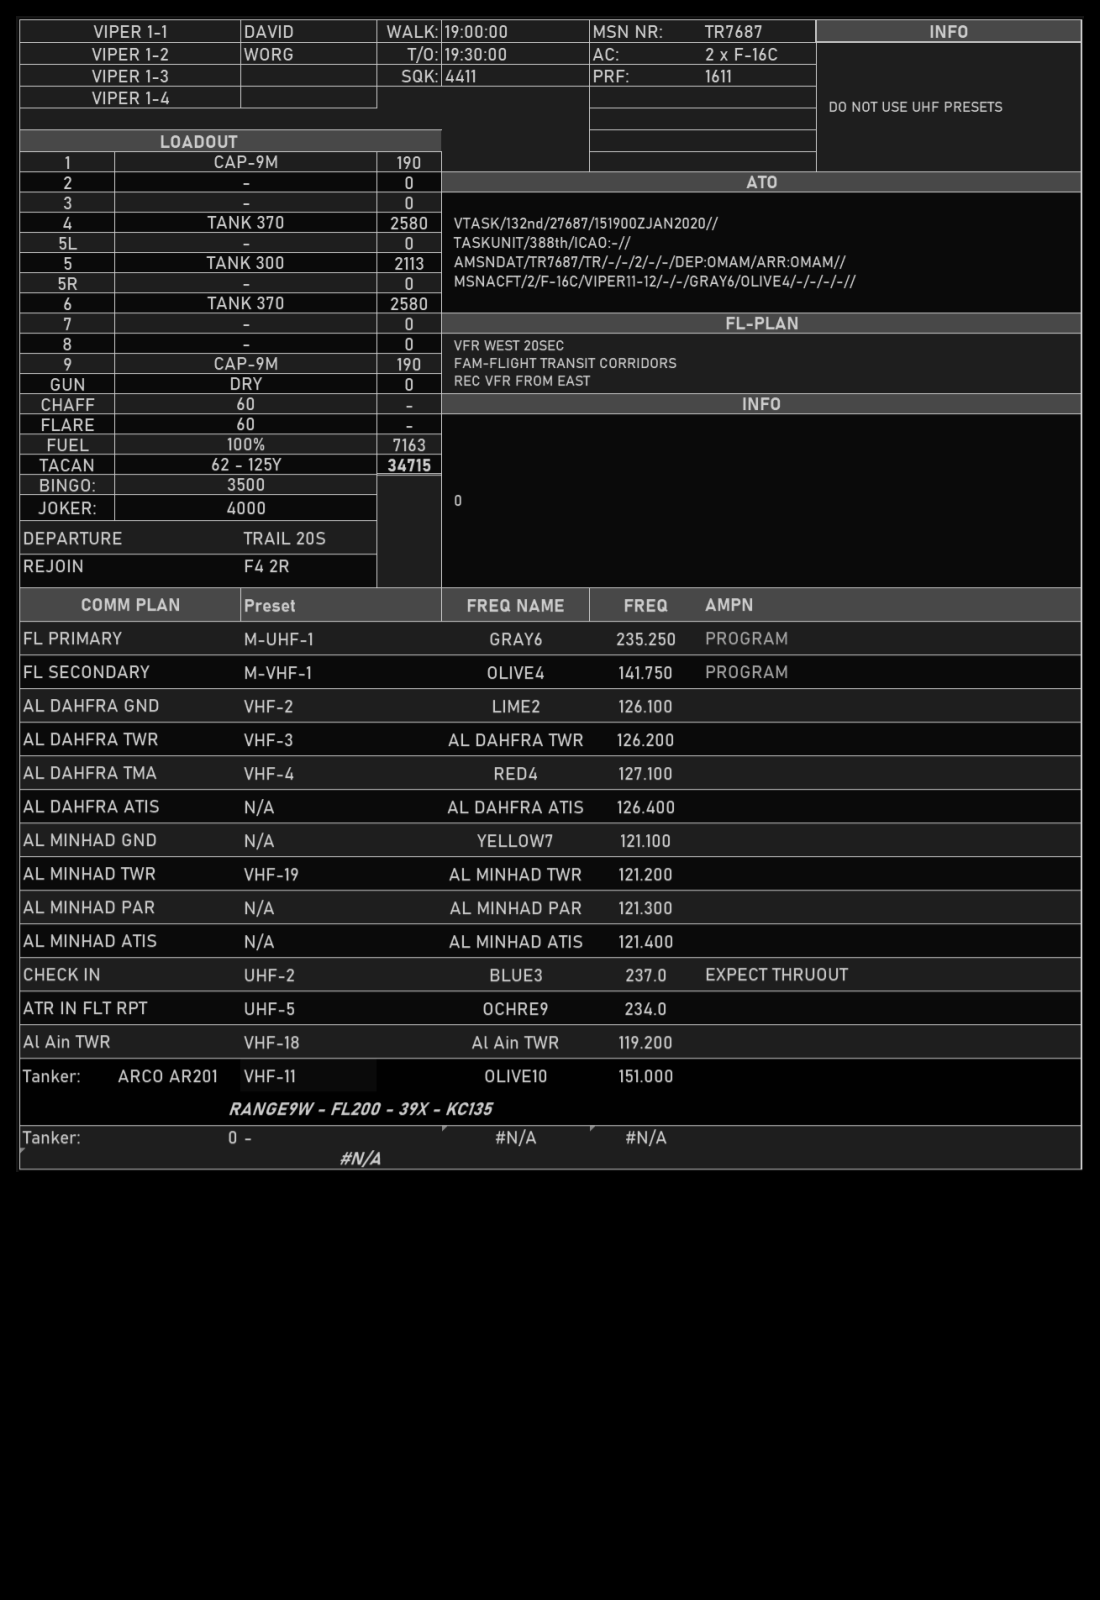 VIPER 1-1 DAVID WALK: 19:00:00 MSN NR: TR7687 INFO
VIPER 1-2 WORG T/O: 19:30:00 AC: 2 x F-16C
VIPER 1-3 SQK: 4411 PRF: 1611
VIPER 1-4
DO NOT USE UHF PRESETS
LOADOUT
1 CAP-9M 190
2 - 0
3 - 0
4 TANK 370 2580
5L - 0
5 TANK 300 2113
5R - 0
6 TANK 370 2580
7 - 0
8 - 0
9 CAP-9M 190
GUN DRY 0
CHAFF 60 -
FLARE 60 -
FUEL 100% 7163
TACAN 62 - 125Y 34715
BINGO: 3500
JOKER: 4000
DEPARTURE TRAIL 20S
REJOIN F4 2R
ATO
VTASK/132nd/27687/151900ZJAN2020//
TASKUNIT/388th/ICAO:-//
AMSNDAT/TR7687/TR/-/-/2/-/-/DEP:OMAM/ARR:OMAM//
MSNACFT/2/F-16C/VIPER11-12/-/-/GRAY6/OLIVE4/-/-/-/-//
FL-PLAN
VFR WEST 20SEC
FAM-FLIGHT TRANSIT CORRIDORS
REC VFR FROM EAST
INFO
0
COMM PLAN Preset FREQ NAME FREQ AMPN
FL PRIMARY M-UHF-1 GRAY6 235.250 PROGRAM
FL SECONDARY M-VHF-1 OLIVE4 141.750 PROGRAM
AL DAHFRA GND VHF-2 LIME2 126.100
AL DAHFRA TWR VHF-3 AL DAHFRA TWR 126.200
AL DAHFRA TMA VHF-4 RED4 127.100
AL DAHFRA ATIS N/A AL DAHFRA ATIS 126.400
AL MINHAD GND N/A YELLOW7 121.100
AL MINHAD TWR VHF-19 AL MINHAD TWR 121.200
AL MINHAD PAR N/A AL MINHAD PAR 121.300
AL MINHAD ATIS N/A AL MINHAD ATIS 121.400
CHECK IN UHF-2 BLUE3 237.0 EXPECT THRUOUT
ATR IN FLT RPT UHF-5 OCHRE9 234.0
Al Ain TWR VHF-18 Al Ain TWR 119.200
Tanker: ARCO AR201 VHF-11 OLIVE10 151.000
RANGE9W - FL200 - 39X - KC135
Tanker: 0 - #N/A #N/A
#N/A